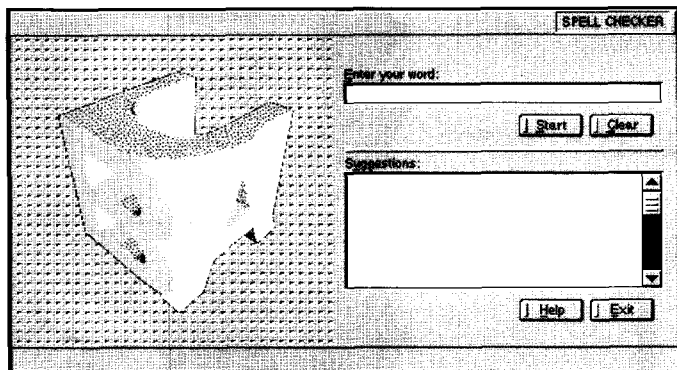 SPELL CHECKER
Enter your word:
Start Clear
Suggestions:
Help Exit